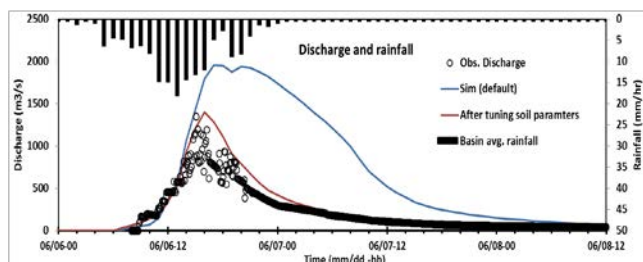 Discharge and rainfall
Obs. Discharge
Sim (default)
After tuning soil paramters
Basin avg. rainfall
Discharge (m3/s)
2500
2000
1500
1000
500
0
Rainfall (mm/hr)
0
5
10
15
20
25
30
35
40
45
50
06/06-00 06/06-12 06/07-00 06/07-12 06/08-00 06/08-12
Time (mm/dd -hh)